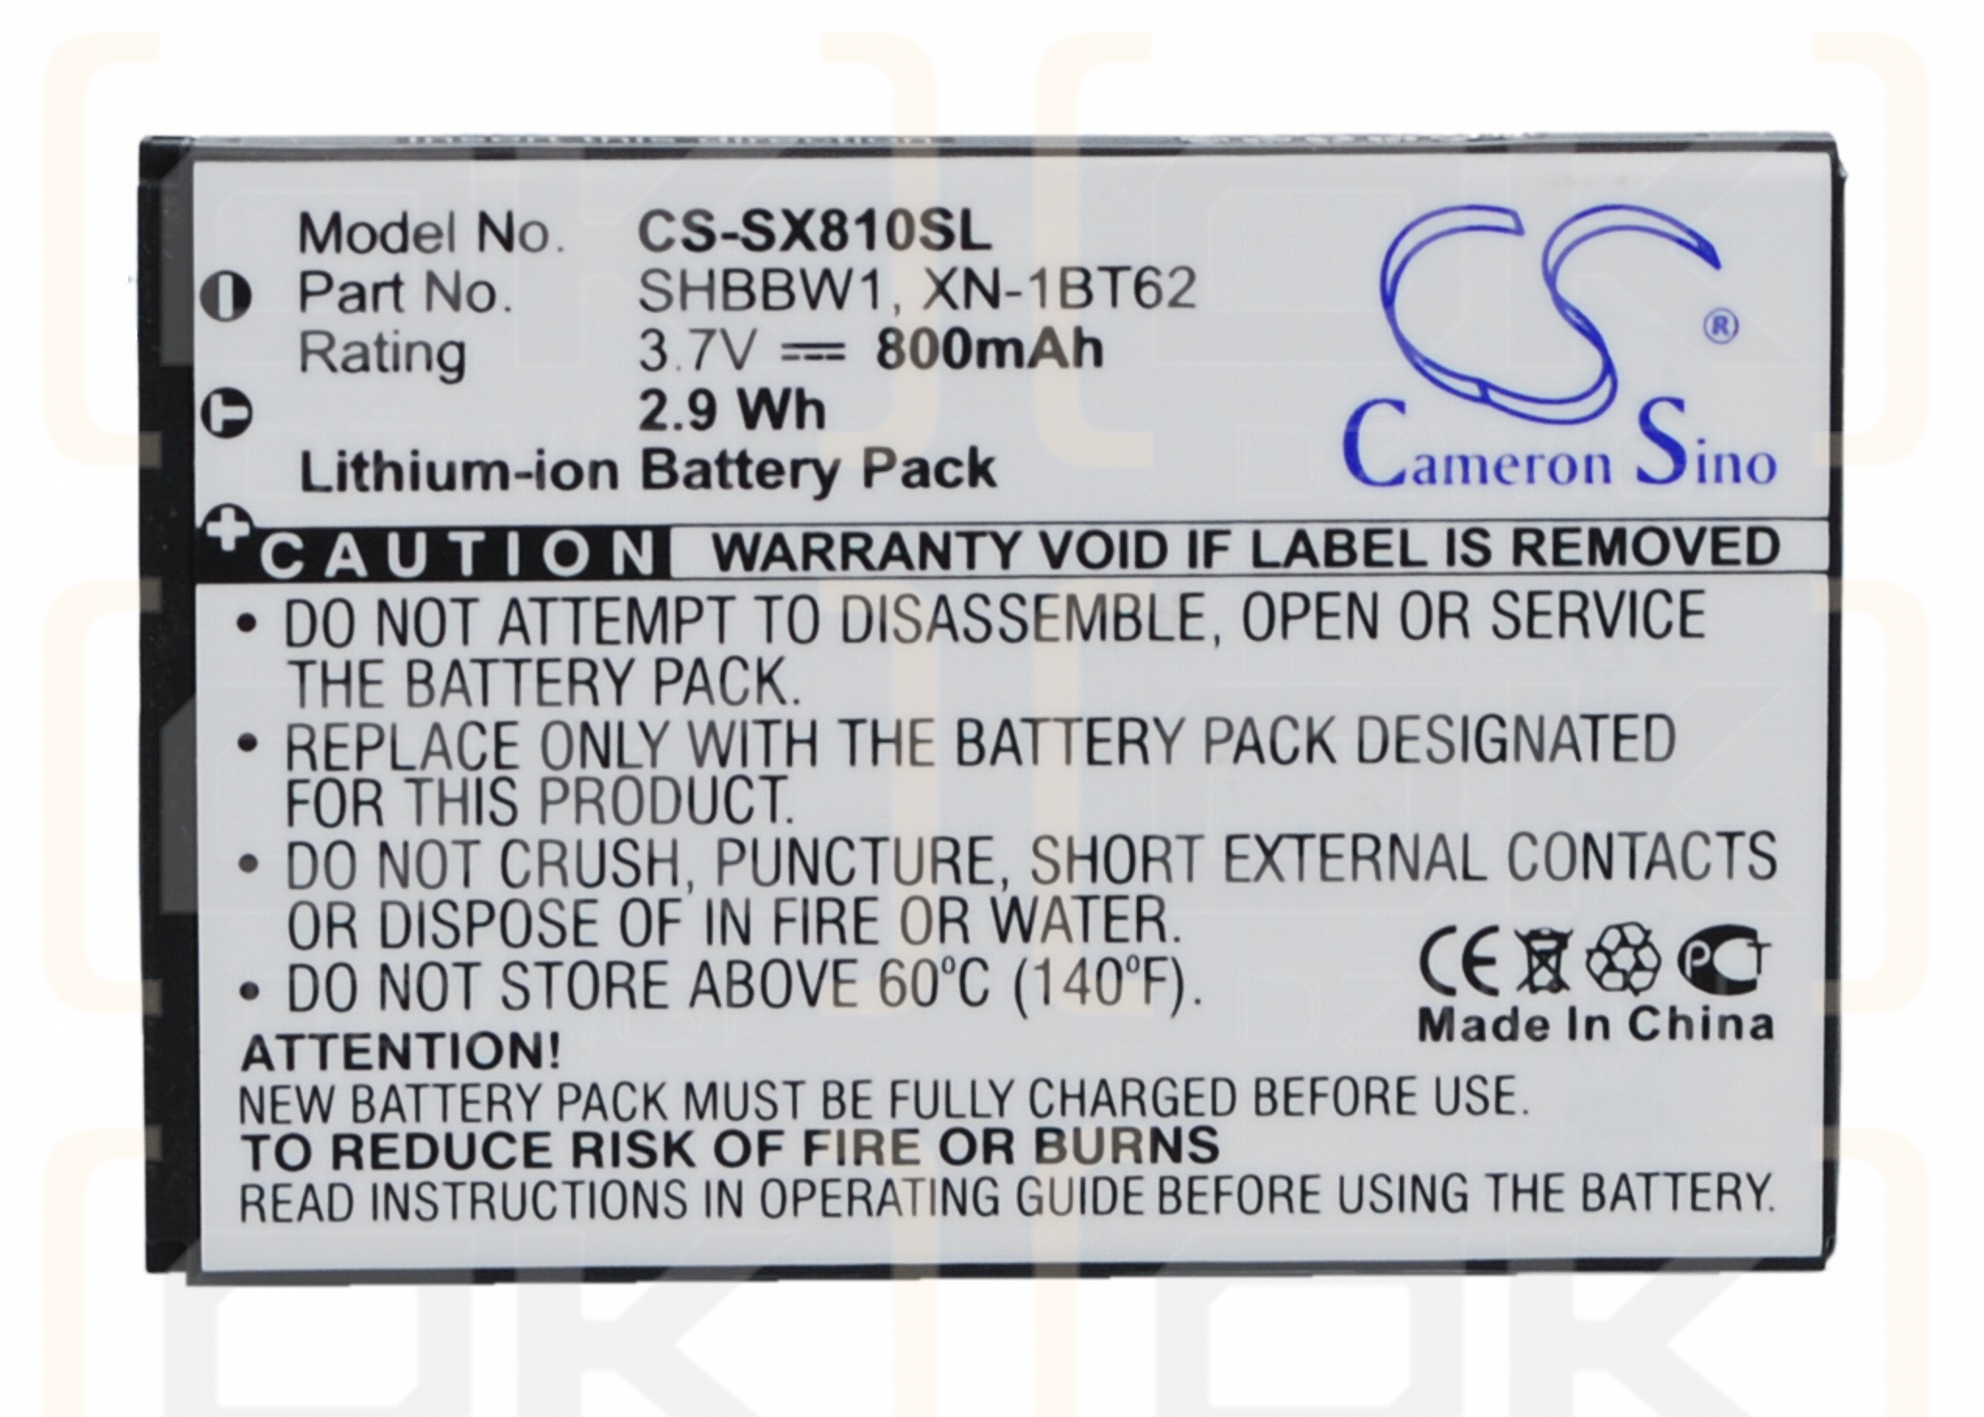 Model No. CS-SX810SL
Part No. SHBBW1, XN-1BT62
Rating 3.7V 800mAh
2.9 Wh
Lithium-ion Battery Pack
CS ®
Cameron Sino
CAUTION WARRANTY VOID IF LABEL IS REMOVED
• DO NOT ATTEMPT TO DISASSEMBLE, OPEN OR SERVICE
THE BATTERY PACK.
• REPLACE ONLY WITH THE BATTERY PACK DESIGNATED
FOR THIS PRODUCT.
• DO NOT CRUSH, PUNCTURE, SHORT EXTERNAL CONTACTS
OR DISPOSE OF IN FIRE OR WATER.
• DO NOT STORE ABOVE 60°C (140°F).
CE PCT
Made In China
ATTENTION!
NEW BATTERY PACK MUST BE FULLY CHARGED BEFORE USE.
TO REDUCE RISK OF FIRE OR BURNS
READ INSTRUCTIONS IN OPERATING GUIDE BEFORE USING THE BATTERY.
OK
OK